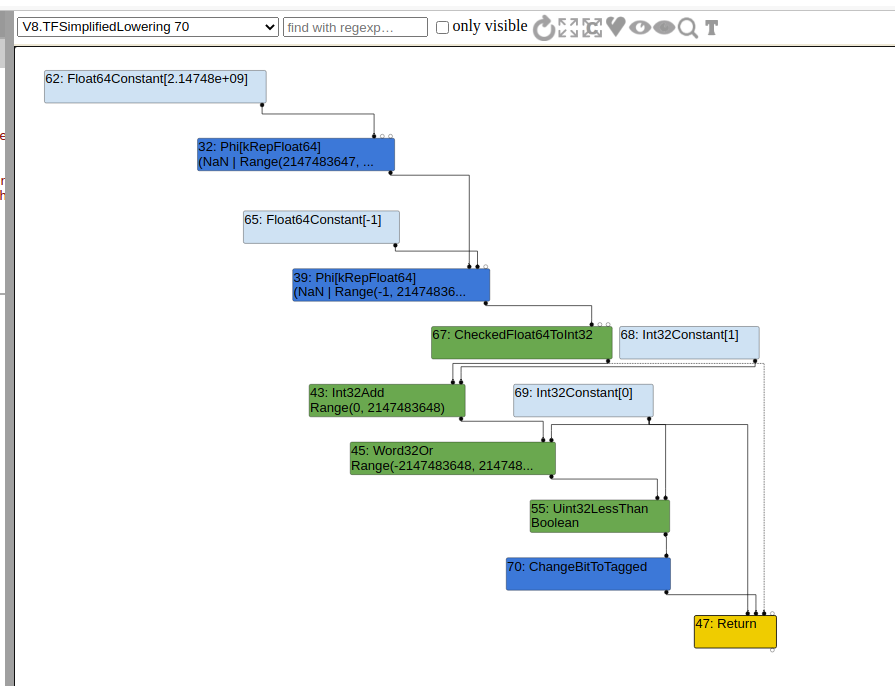 V8.TFSimplifiedLowering 70
find with regexp…
only visible
T
62: Float64Constant[2.14748e+09]
32: Phi[kRepFloat64]
(NaN | Range(2147483647, ...
65: Float64Constant[-1]
39: Phi[kRepFloat64]
(NaN | Range(-1, 21474836...
67: CheckedFloat64ToInt32
68: Int32Constant[1]
43: Int32Add
Range(0, 2147483648)
69: Int32Constant[0]
45: Word32Or
Range(-2147483648, 214748...
55: Uint32LessThan
Boolean
70: ChangeBitToTagged
47: Return